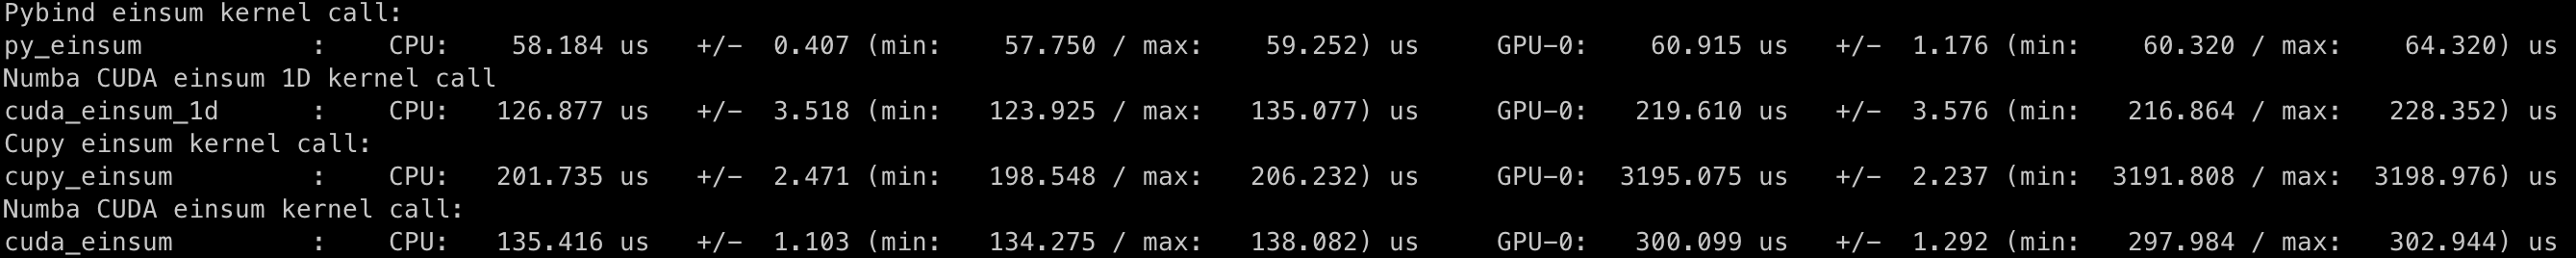 Pybind einsum kernel call:
py_einsum           :    CPU:    58.184 us   +/-  0.407 (min:    57.750 / max:    59.252) us     GPU-0:    60.915 us   +/-  1.176 (min:    60.320 / max:    64.320) us
Numba CUDA einsum 1D kernel call
cuda_einsum_1d      :    CPU:   126.877 us   +/-  3.518 (min:   123.925 / max:   135.077) us     GPU-0:   219.610 us   +/-  3.576 (min:   216.864 / max:   228.352) us
Cupy einsum kernel call:
cupy_einsum         :    CPU:   201.735 us   +/-  2.471 (min:   198.548 / max:   206.232) us     GPU-0:  3195.075 us   +/-  2.237 (min:  3191.808 / max:  3198.976) us
Numba CUDA einsum kernel call:
cuda_einsum         :    CPU:   135.416 us   +/-  1.103 (min:   134.275 / max:   138.082) us     GPU-0:   300.099 us   +/-  1.292 (min:   297.984 / max:   302.944) us